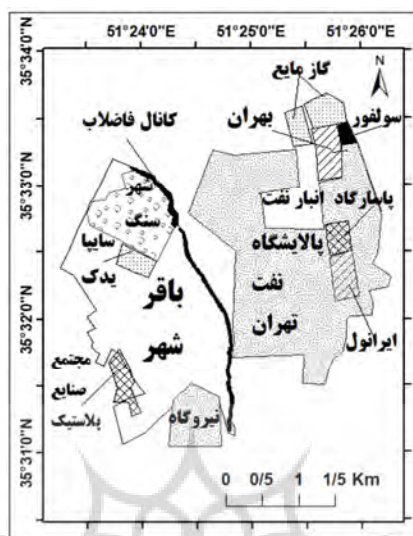 51°24'0"N 51°25'0"N 51°26'0"N
35°34'0"N
35°33'0"N
35°32'0"N
35°31'0"N
N
گاز مایع
سولفور
بهران
کانال فاضلاب
شهر
سنگ
سایپا
یدک
پاسارگاد
انبار نفت
پالایشگاه
نفت
تهران
ایرانول
باقر
شهر
مجتمع
صنایع
پلاستیک
نیروگاه
0 0/5 1 1/5 Km